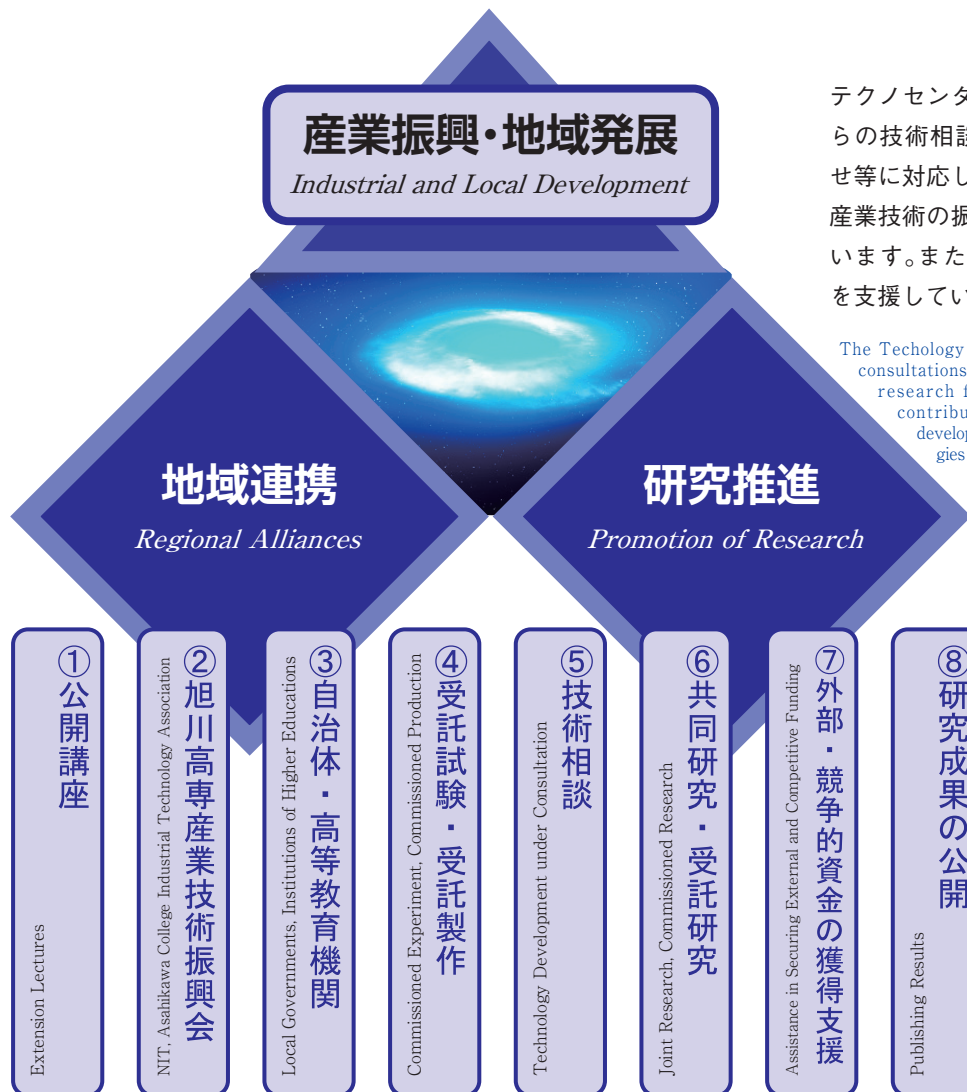 産業振興・地域発展
Industrial and Local Development
テクノセンタ
らの技術相談
せ等に対応し
産業技術の振
います。また
を支援してい
The Techology
consultations
research f
contribu
develop
gies
地域連携
Regional Alliances
研究推進
Promotion of Research
①公開講座
Extension Lectures
②旭川高専産業技術振興会
NIT, Asahikawa College Industrial Technology Association
③自治体・高等教育機関
Local Governments, Institutions of Higher Educations
④受託試験・受託製作
Commissioned Experiment, Commissioned Production
⑤技術相談
Technology Development under Consultation
⑥共同研究・受託研究
Joint Research, Commissioned Research
⑦外部・競争的資金の獲得支援
Assistance in Securing External and Competitive Funding
⑧研究成果の公開
Publishing Results